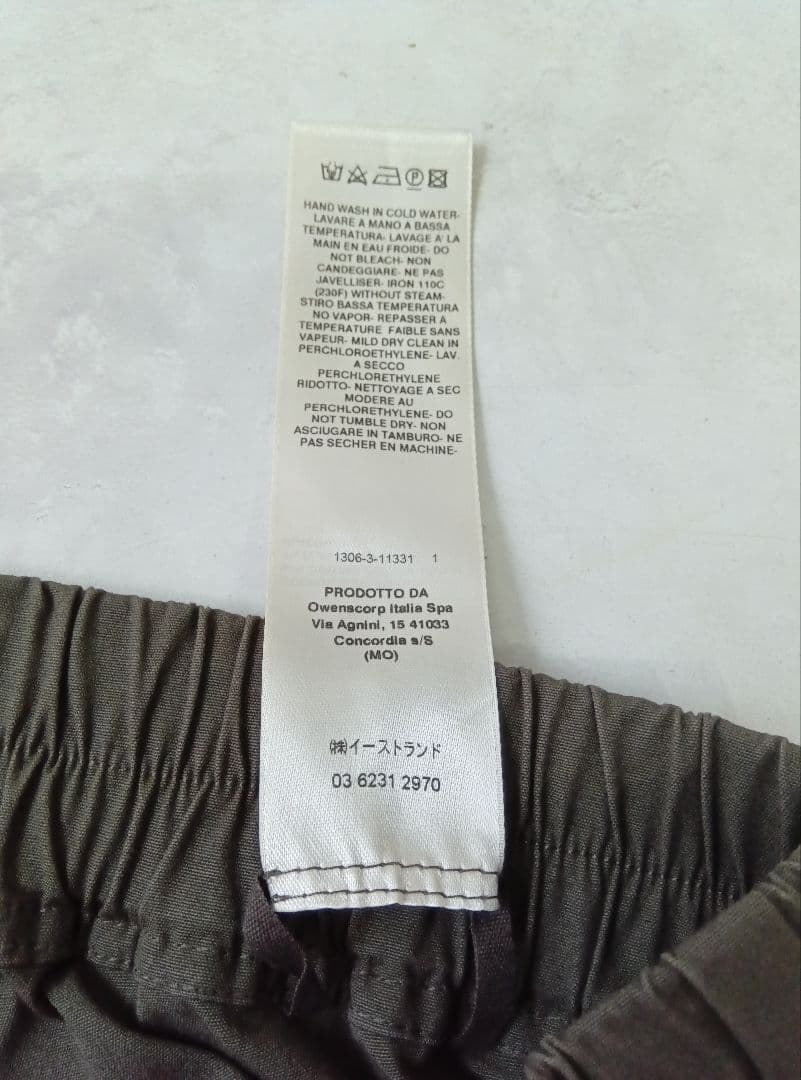 HAND WASH IN COLD WATER-
LAVARE A MANO A BASSA
TEMPERATURA- LAVAGE A' LA
MAIN EN EAU FROIDE- DO
NOT BLEACH- NON
CANDEGGIARE- NE PAS
JAVELLISER- IRON 110C
(230F) WITHOUT STEAM-
STIRO BASSA TEMPERATURA
NO VAPOR- REPASSER A
TEMPERATURE FAIBLE SANS
VAPEUR- MILD DRY CLEAN IN
PERCHLOROETHYLENE- LAV.
A SECCO
PERCHLORETHYLENE
RIDOTTO- NETTOYAGE A SEC
MODERE AU
PERCHLORETHYLENE- DO
NOT TUMBLE DRY- NON
ASCIUGARE IN TAMBURO- NE
PAS SECHER EN MACHINE-
1306-3-11331 1
PRODOTTO DA
Owenscorp Italia Spa
Via Agnini, 15 41033
Concordia s/S
(MO)
㈱イーストランド
03 6231 2970